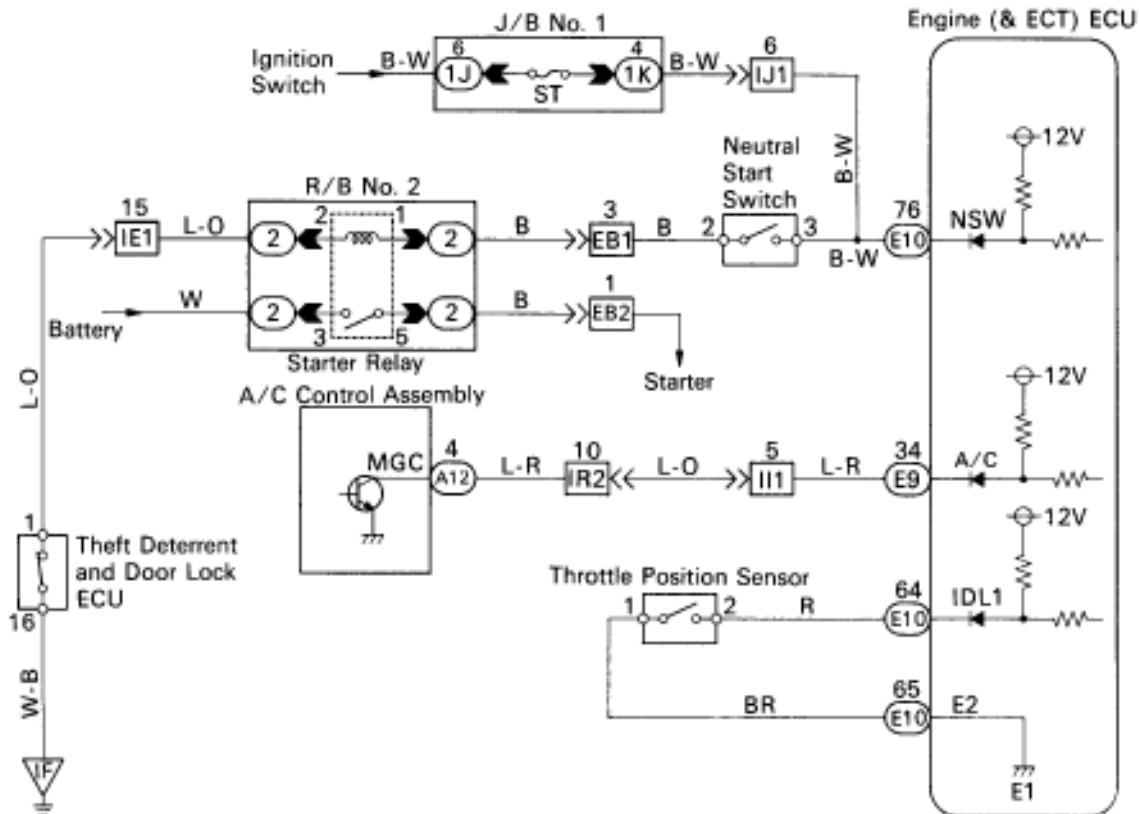 J/B No. 1
Engine (& ECT) ECU
Ignition
Switch
B-W
6
1J
ST
4
1K
B-W
6
IJ1
B-W
12V
Neutral
Start
Switch
R/B No. 2
15
IE1
L-O
2
2
1
2
B
3
EB1
B
2
3
B-W
76
E10
NSW
Battery
W
2
3
5
2
B
1
EB2
Starter Relay
Starter
L-O
A/C Control Assembly
12V
MGC
4
A12
L-R
10
IR2
L-O
5
II1
L-R
34
E9
A/C
12V
1
Theft Deterrent
and Door Lock
ECU
16
Throttle Position Sensor
1
2
R
64
E10
IDL1
W-B
BR
65
E10
E2
E1
IF